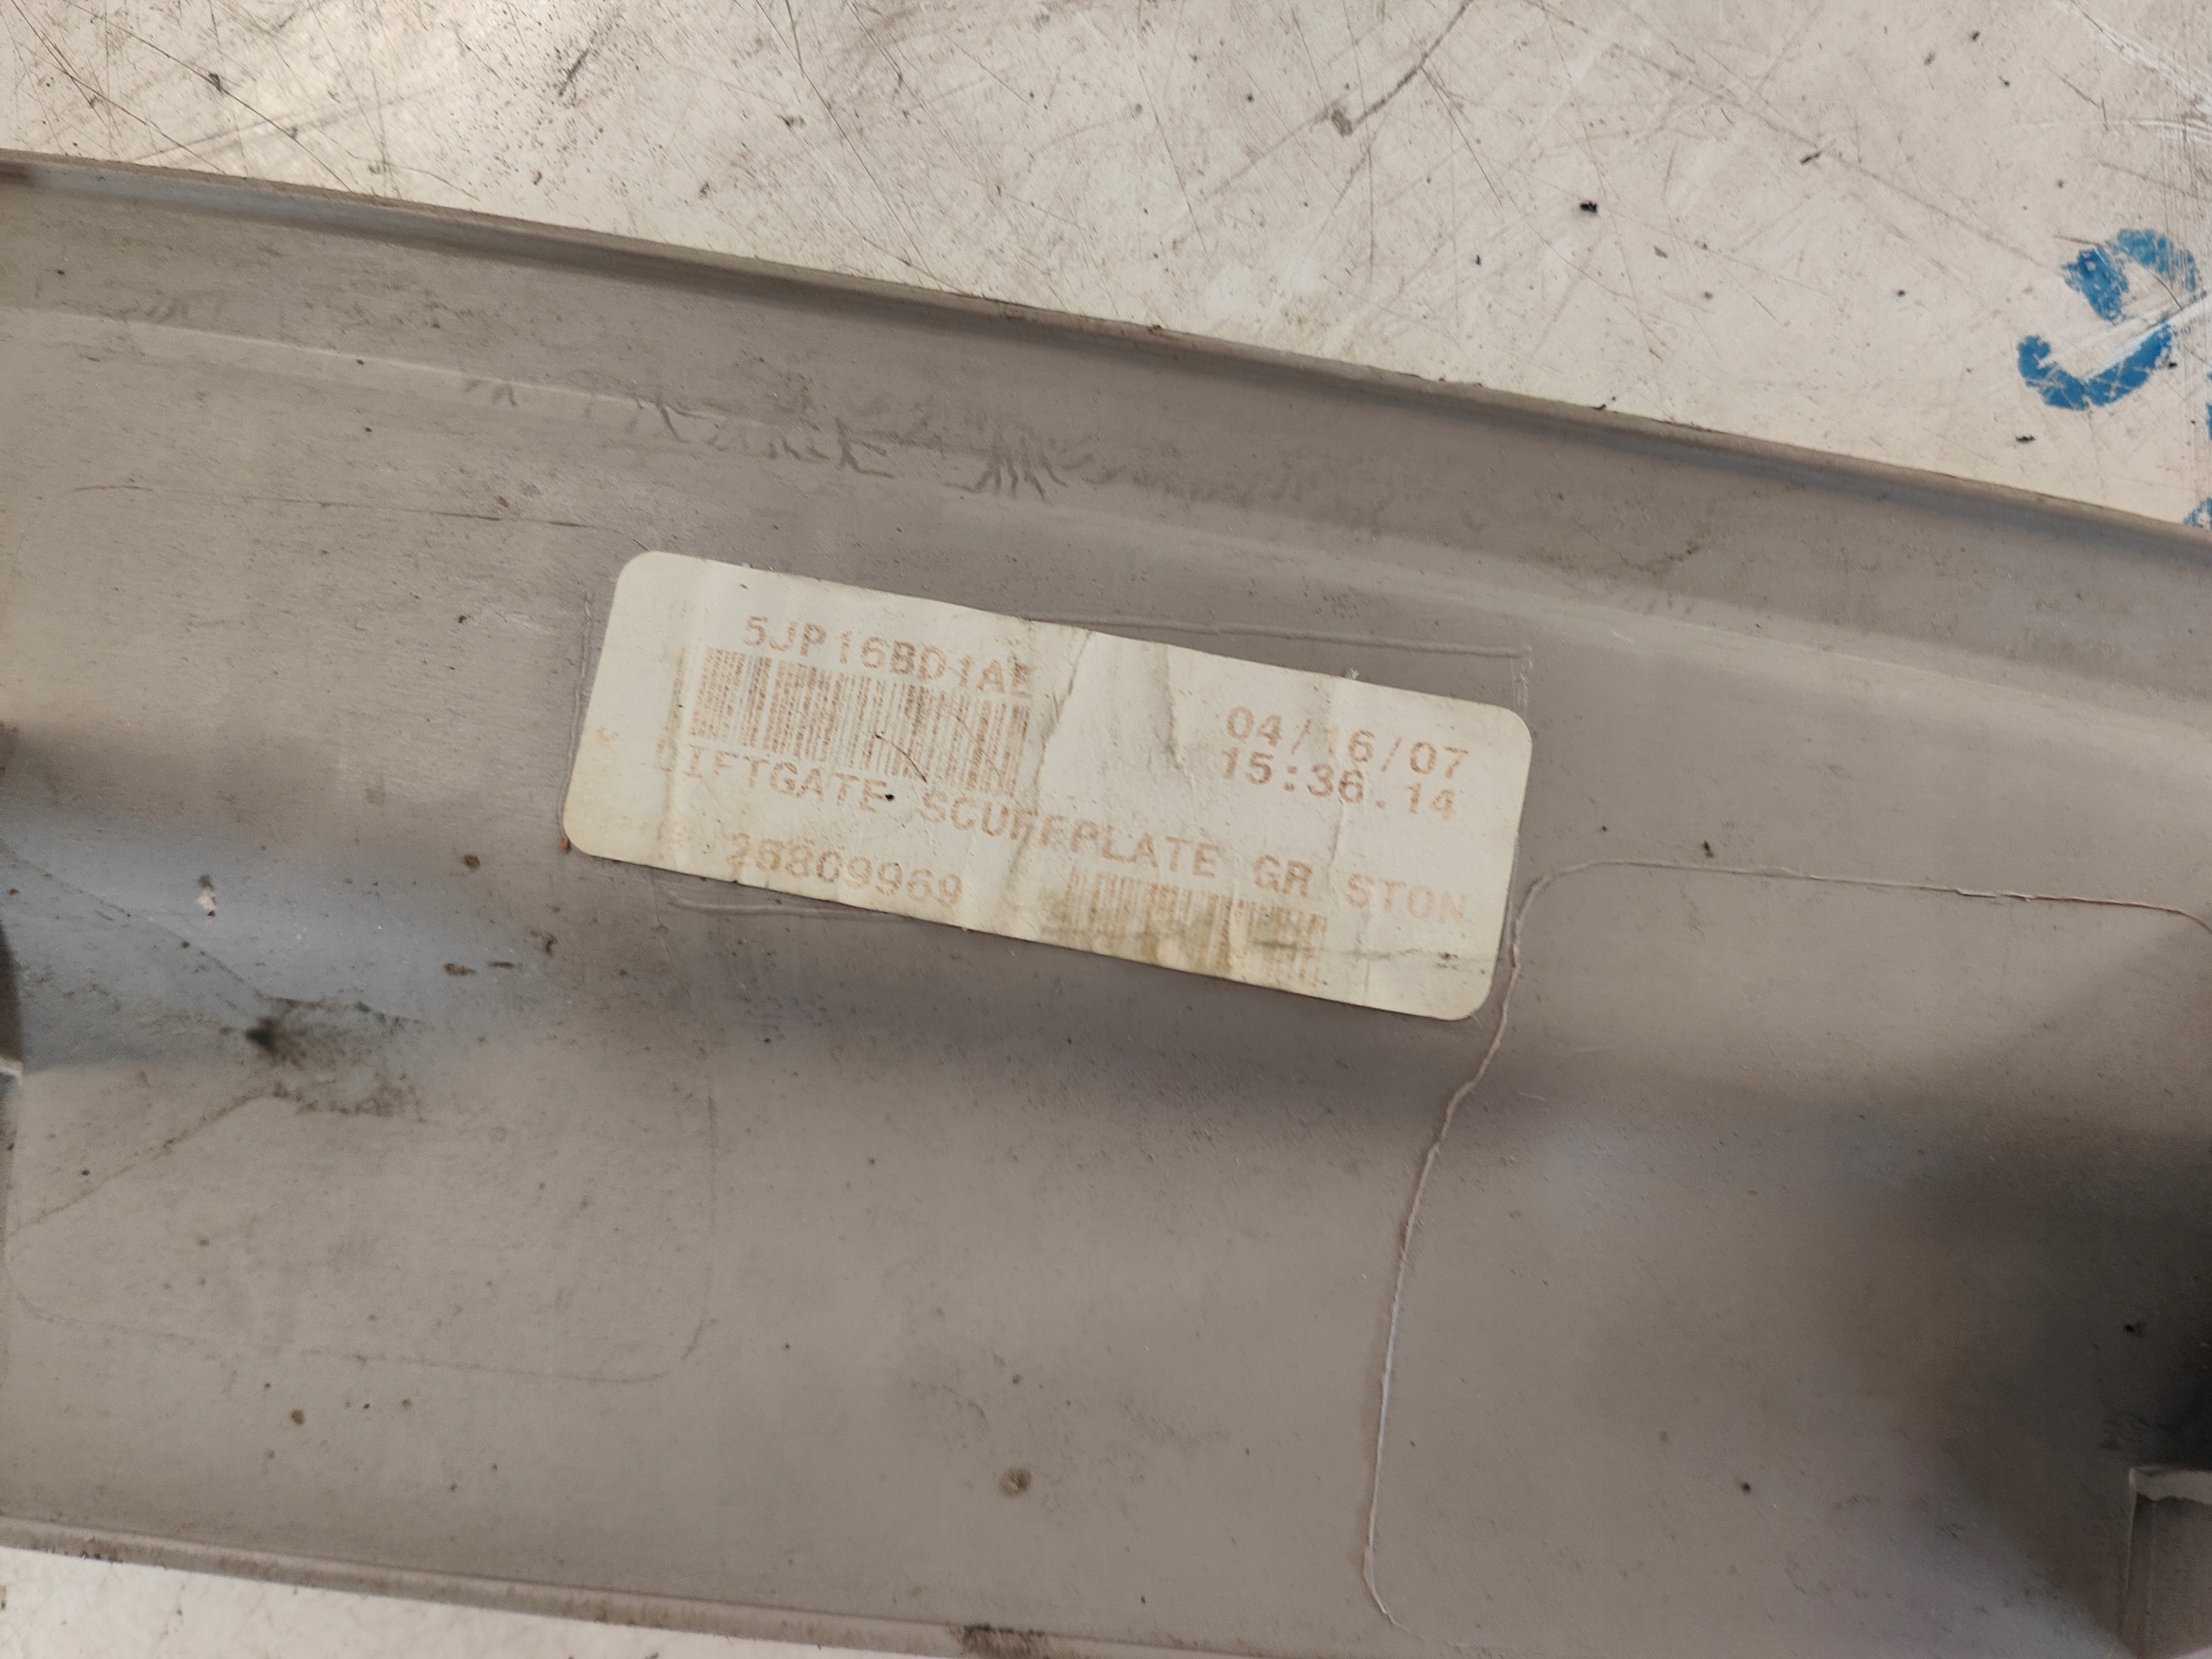 5JP16BD1AE
04/16/07
15:36.14
LIFTGATE SCUFFPLATE GR STON
26809969